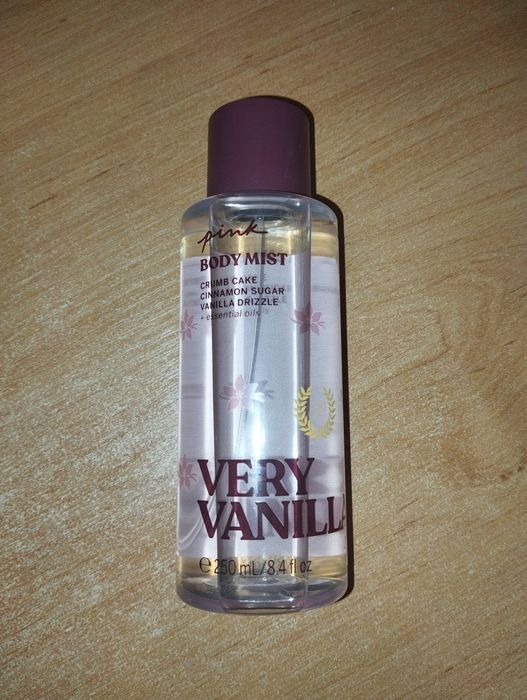 pink
BODY MIST
CRUMB CAKE
CINNAMON SUGAR
VANILLA DRIZZLE
+ essential oils
VERY
VANILLA
℮ 250 mL/8.4 fl oz